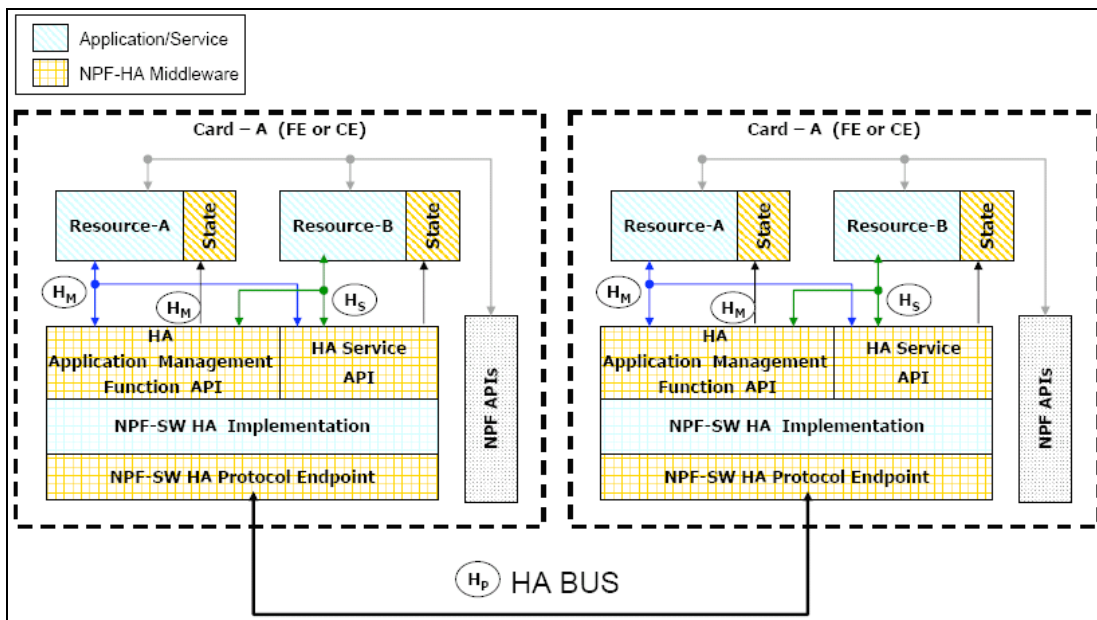 Application/Service
NPF-HA Middleware
Card – A (FE or CE)
Resource-A
State
Resource-B
State
HM
HM
HS
HA
Application Management
Function API
HA Service
API
NPF-SW HA Implementation
NPF-SW HA Protocol Endpoint
NPF APIs
Card – A (FE or CE)
Resource-A
State
Resource-B
State
HM
HM
HS
HA
Application Management
Function API
HA Service
API
NPF-SW HA Implementation
NPF-SW HA Protocol Endpoint
NPF APIs
HP HA BUS